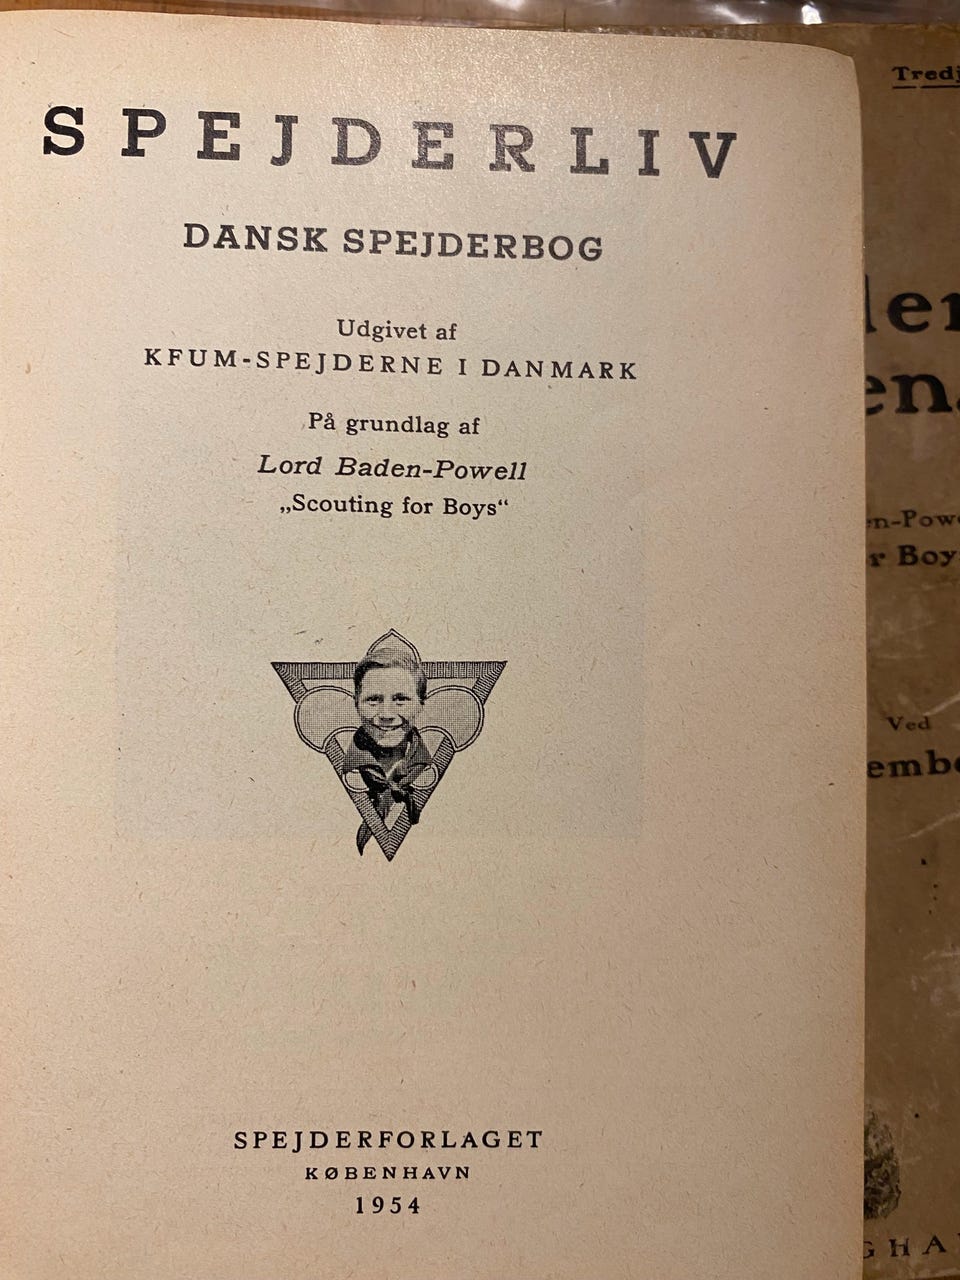 SPEJDERLIV
DANSK SPEJDERBOG
Udgivet af
KFUM-SPEJDERNE I DANMARK
På grundlag af
Lord Baden-Powell
„Scouting for Boys“
SPEJDERFORLAGET
KØBENHAVN
1954
Ved